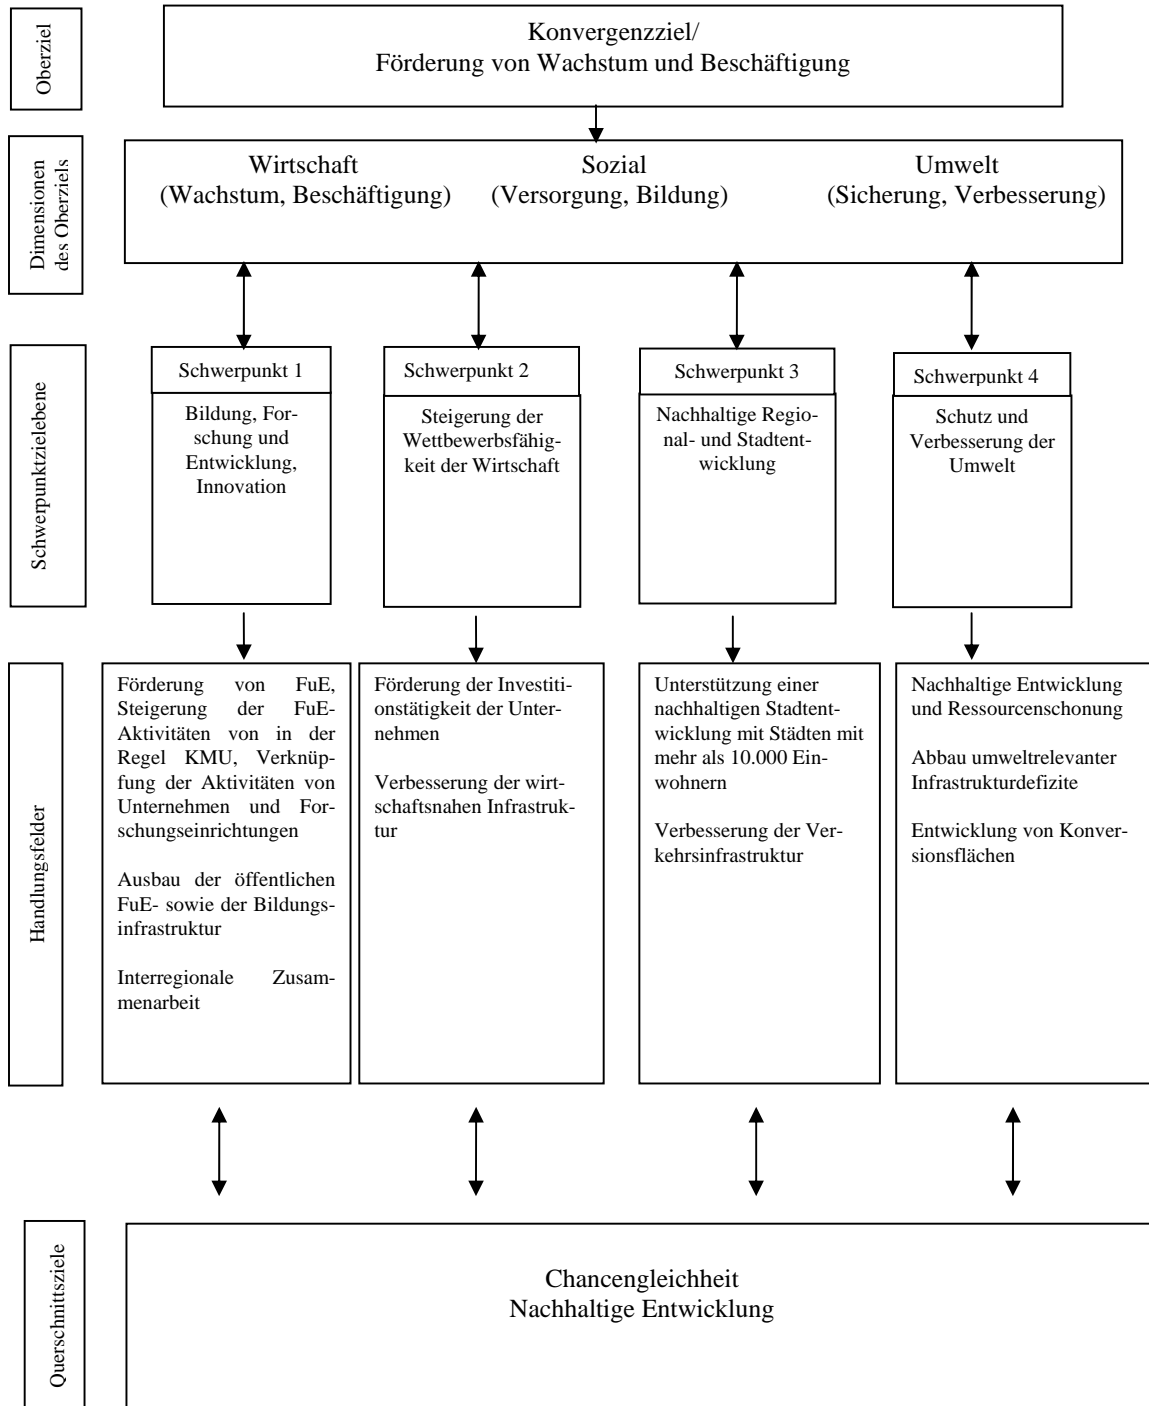 Oberziel
Konvergenzziel/
Förderung von Wachstum und Beschäftigung
Dimensionen
des Oberziels
Wirtschaft
(Wachstum, Beschäftigung)
Sozial
(Versorgung, Bildung)
Umwelt
(Sicherung, Verbesserung)
Schwerpunktzielebene
Schwerpunkt 1
Bildung, For-
schung und
Entwicklung,
Innovation
Schwerpunkt 2
Steigerung der
Wettbewerbsfähig-
keit der Wirtschaft
Schwerpunkt 3
Nachhaltige Regio-
nal- und Stadtent-
wicklung
Schwerpunkt 4
Schutz und
Verbesserung der
Umwelt
Handlungsfelder
Förderung von FuE,
Steigerung der FuE-
Aktivitäten von in der
Regel KMU, Verknüp-
fung der Aktivitäten von
Unternehmen und For-
schungseinrichtungen
Ausbau der öffentlichen
FuE- sowie der Bildungs-
infrastruktur
Interregionale Zusam-
menarbeit
Förderung der Investiti-
onstätigkeit der Unter-
nehmen
Verbesserung der wirt-
schaftsnahen Infrastruk-
tur
Unterstützung einer
nachhaltigen Stadtent-
wicklung mit Städten mit
mehr als 10.000 Ein-
wohnern
Verbesserung der Ver-
kehrsinfrastruktur
Nachhaltige Entwicklung
und Ressourcenschonung
Abbau umweltrelevanter
Infrastrukturdefizite
Entwicklung von Konver-
sionsflächen
Querschnittsziele
Chancengleichheit
Nachhaltige Entwicklung